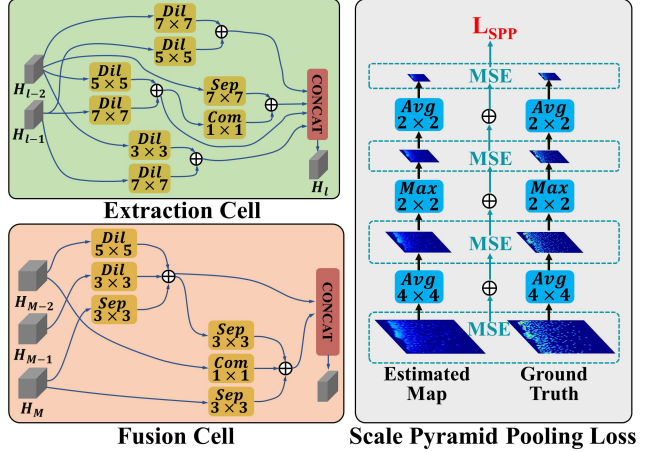 Dil
7 × 7
Dil
5 × 5
H_{l-2}
Dil
5 × 5
Sep
7 × 7
Dil
7 × 7
Com
1 × 1
H_{l-1}
Dil
3 × 3
Dil
7 × 7
CONCAT
H_l
Extraction Cell
Dil
5 × 5
Dil
3 × 3
Sep
3 × 3
H_{M-2}
H_{M-1}
H_M
Sep
3 × 3
Com
1 × 1
Sep
3 × 3
CONCAT
Fusion Cell
L_{SPP}
MSE
Avg
2 × 2
Avg
2 × 2
MSE
Max
2 × 2
Max
2 × 2
MSE
Avg
4 × 4
Avg
4 × 4
MSE
Estimated
Map
Ground
Truth
Scale Pyramid Pooling Loss